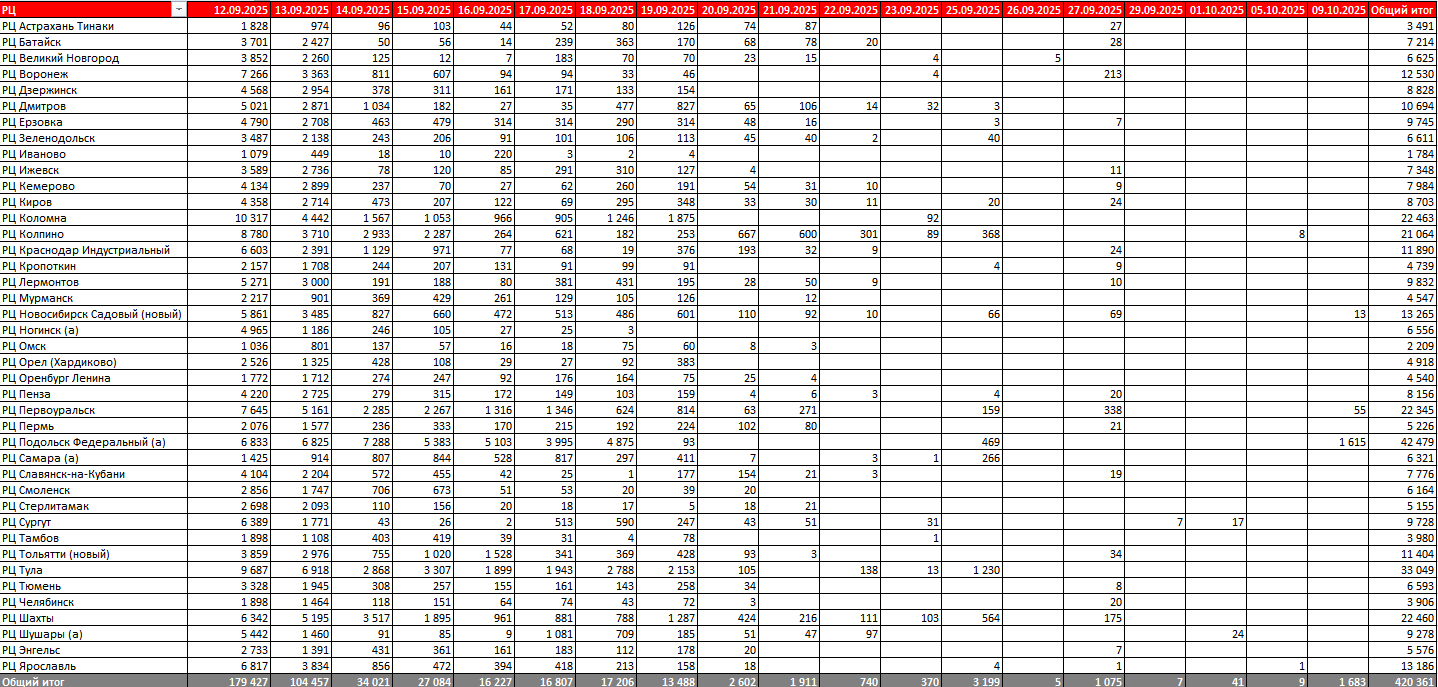 РЦ 12.09.2025 13.09.2025 14.09.2025 15.09.2025 16.09.2025 17.09.2025 18.09.2025 19.09.2025 20.09.2025 21.09.2025 22.09.2025 23.09.2025 25.09.2025 26.09.2025 27.09.2025 29.09.2025 01.10.2025 05.10.2025 09.10.2025 Общий итог
РЦ Астрахань Тинаки 1 828 974 96 103 44 52 80 126 74 87 27 3 491
РЦ Батайск 3 701 2 427 50 56 14 239 363 170 68 78 20 28 7 214
РЦ Великий Новгород 3 852 2 260 125 12 7 183 70 70 23 15 4 5 6 625
РЦ Воронеж 7 266 3 363 811 607 94 94 33 46 4 213 12 530
РЦ Дзержинск 4 568 2 954 378 311 161 171 133 154 8 828
РЦ Дмитров 5 021 2 871 1 034 182 27 35 477 827 65 106 14 32 3 10 694
РЦ Ерзовка 4 790 2 708 463 479 314 314 290 314 48 16 3 7 9 745
РЦ Зеленодольск 3 487 2 138 243 206 91 101 106 113 45 40 2 40 6 611
РЦ Иваново 1 079 449 18 10 220 3 2 4 1 784
РЦ Ижевск 3 589 2 736 78 120 85 291 310 127 4 11 7 348
РЦ Кемерово 4 134 2 899 237 70 27 62 260 191 54 31 10 9 7 984
РЦ Киров 4 358 2 714 473 207 122 69 295 348 33 30 11 20 24 8 703
РЦ Коломна 10 317 4 442 1 567 1 053 966 905 1 246 1 875 92 22 463
РЦ Колпино 8 780 3 710 2 933 2 287 264 621 182 253 667 600 301 89 368 8 21 064
РЦ Краснодар Индустриальный 6 603 2 391 1 129 971 77 68 19 376 193 32 9 24 11 890
РЦ Кропоткин 2 157 1 708 244 207 131 91 99 91 4 9 4 739
РЦ Лермонтов 5 271 3 000 191 188 80 381 431 195 28 50 9 10 9 832
РЦ Мурманск 2 217 901 369 429 261 129 105 126 12 4 547
РЦ Новосибирск Садовый (новый) 5 861 3 485 827 660 472 513 486 601 110 92 10 66 69 13 13 265
РЦ Ногинск (а) 4 965 1 186 246 105 27 25 3 6 556
РЦ Омск 1 036 801 137 57 16 18 75 60 8 3 2 209
РЦ Орел (Хардиково) 2 526 1 325 428 108 29 27 92 383 4 918
РЦ Оренбург Ленина 1 772 1 712 274 247 92 176 164 75 25 4 4 540
РЦ Пенза 4 220 2 725 279 315 172 149 103 159 4 6 3 4 20 8 156
РЦ Первоуральск 7 645 5 161 2 285 2 267 1 316 1 346 624 814 63 271 159 338 55 22 345
РЦ Пермь 2 076 1 577 236 333 170 215 192 224 102 80 21 5 226
РЦ Подольск Федеральный (а) 6 833 6 825 7 288 5 383 5 103 3 995 4 875 93 469 1 615 42 479
РЦ Самара (а) 1 425 914 807 844 528 817 297 411 7 3 1 266 6 321
РЦ Славянск-на-Кубани 4 104 2 204 572 455 42 25 1 177 154 21 3 19 7 776
РЦ Смоленск 2 856 1 747 706 673 51 53 20 39 20 6 164
РЦ Стерлитамак 2 698 2 093 110 156 20 18 17 5 18 21 5 155
РЦ Сургут 6 389 1 771 43 26 2 513 590 247 43 51 31 7 17 9 728
РЦ Тамбов 1 898 1 108 403 419 39 31 4 78 1 3 980
РЦ Тольятти (новый) 3 859 2 976 755 1 020 1 528 341 369 428 93 3 34 11 404
РЦ Тула 9 687 6 918 2 868 3 307 1 899 1 943 2 788 2 153 105 138 13 1 230 33 049
РЦ Тюмень 3 328 1 945 308 257 155 161 143 258 34 8 6 593
РЦ Челябинск 1 898 1 464 118 151 64 74 43 72 3 20 3 906
РЦ Шахты 6 342 5 195 3 517 1 895 961 881 788 1 287 424 216 111 103 564 175 22 460
РЦ Шушары (а) 5 442 1 460 91 85 9 1 081 709 185 51 47 97 24 9 278
РЦ Энгельс 2 733 1 391 431 361 161 183 112 178 20 7 5 576
РЦ Ярославль 6 817 3 834 856 472 394 418 213 158 18 4 1 1 13 186
Общий итог 179 427 104 457 34 021 27 084 16 227 16 807 17 206 13 488 2 602 1 911 740 370 3 199 5 1 075 7 41 9 1 683 420 361